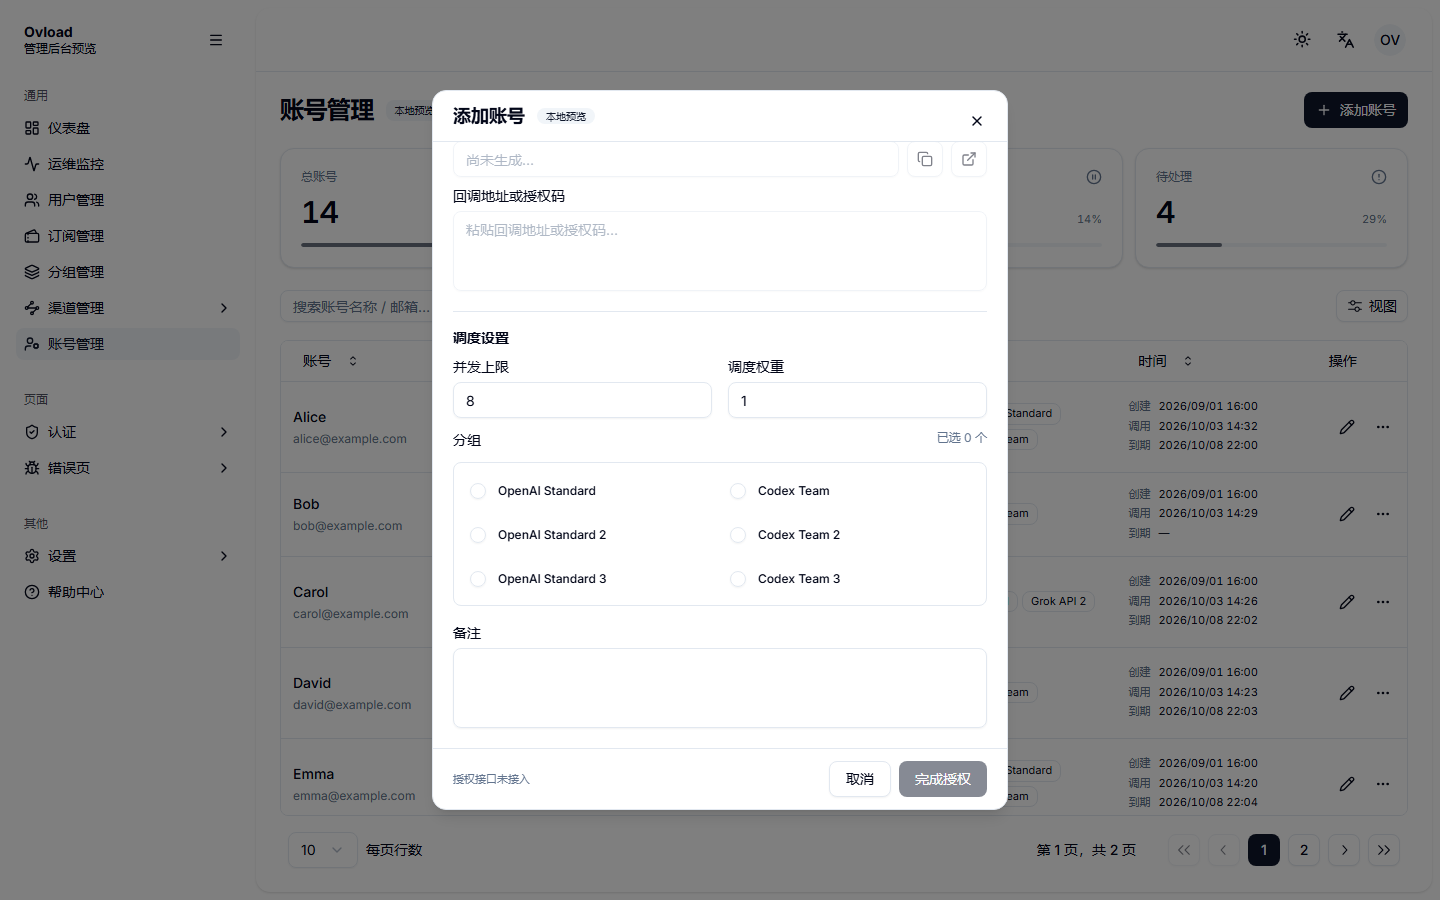 Ovload
管理后台预览
通用
仪表盘
运维监控
用户管理
订阅管理
分组管理
渠道管理
账号管理
页面
认证
错误页
其他
设置
帮助中心
OV
账号管理
本地预览
添加账号
总账号
14
14%
待处理
4
29%
搜索账号名称 / 邮箱...
视图
账号
时间
操作
Alice
alice@example.com
Standard
eam
创建 2026/09/01 16:00
调用 2026/10/03 14:32
到期 2026/10/08 22:00
Bob
bob@example.com
eam
创建 2026/09/01 16:00
调用 2026/10/03 14:29
到期 —
Carol
carol@example.com
Grok API 2
创建 2026/09/01 16:00
调用 2026/10/03 14:26
到期 2026/10/08 22:02
David
david@example.com
eam
创建 2026/09/01 16:00
调用 2026/10/03 14:23
到期 2026/10/08 22:03
Emma
emma@example.com
Standard
eam
创建 2026/09/01 16:00
调用 2026/10/03 14:20
到期 2026/10/08 22:04
10
每页行数
第 1 页，共 2 页
1
2
添加账号
本地预览
尚未生成...
回调地址或授权码
粘贴回调地址或授权码...
调度设置
并发上限
调度权重
8
1
分组
已选 0 个
OpenAI Standard
Codex Team
OpenAI Standard 2
Codex Team 2
OpenAI Standard 3
Codex Team 3
备注
授权接口未接入
取消
完成授权